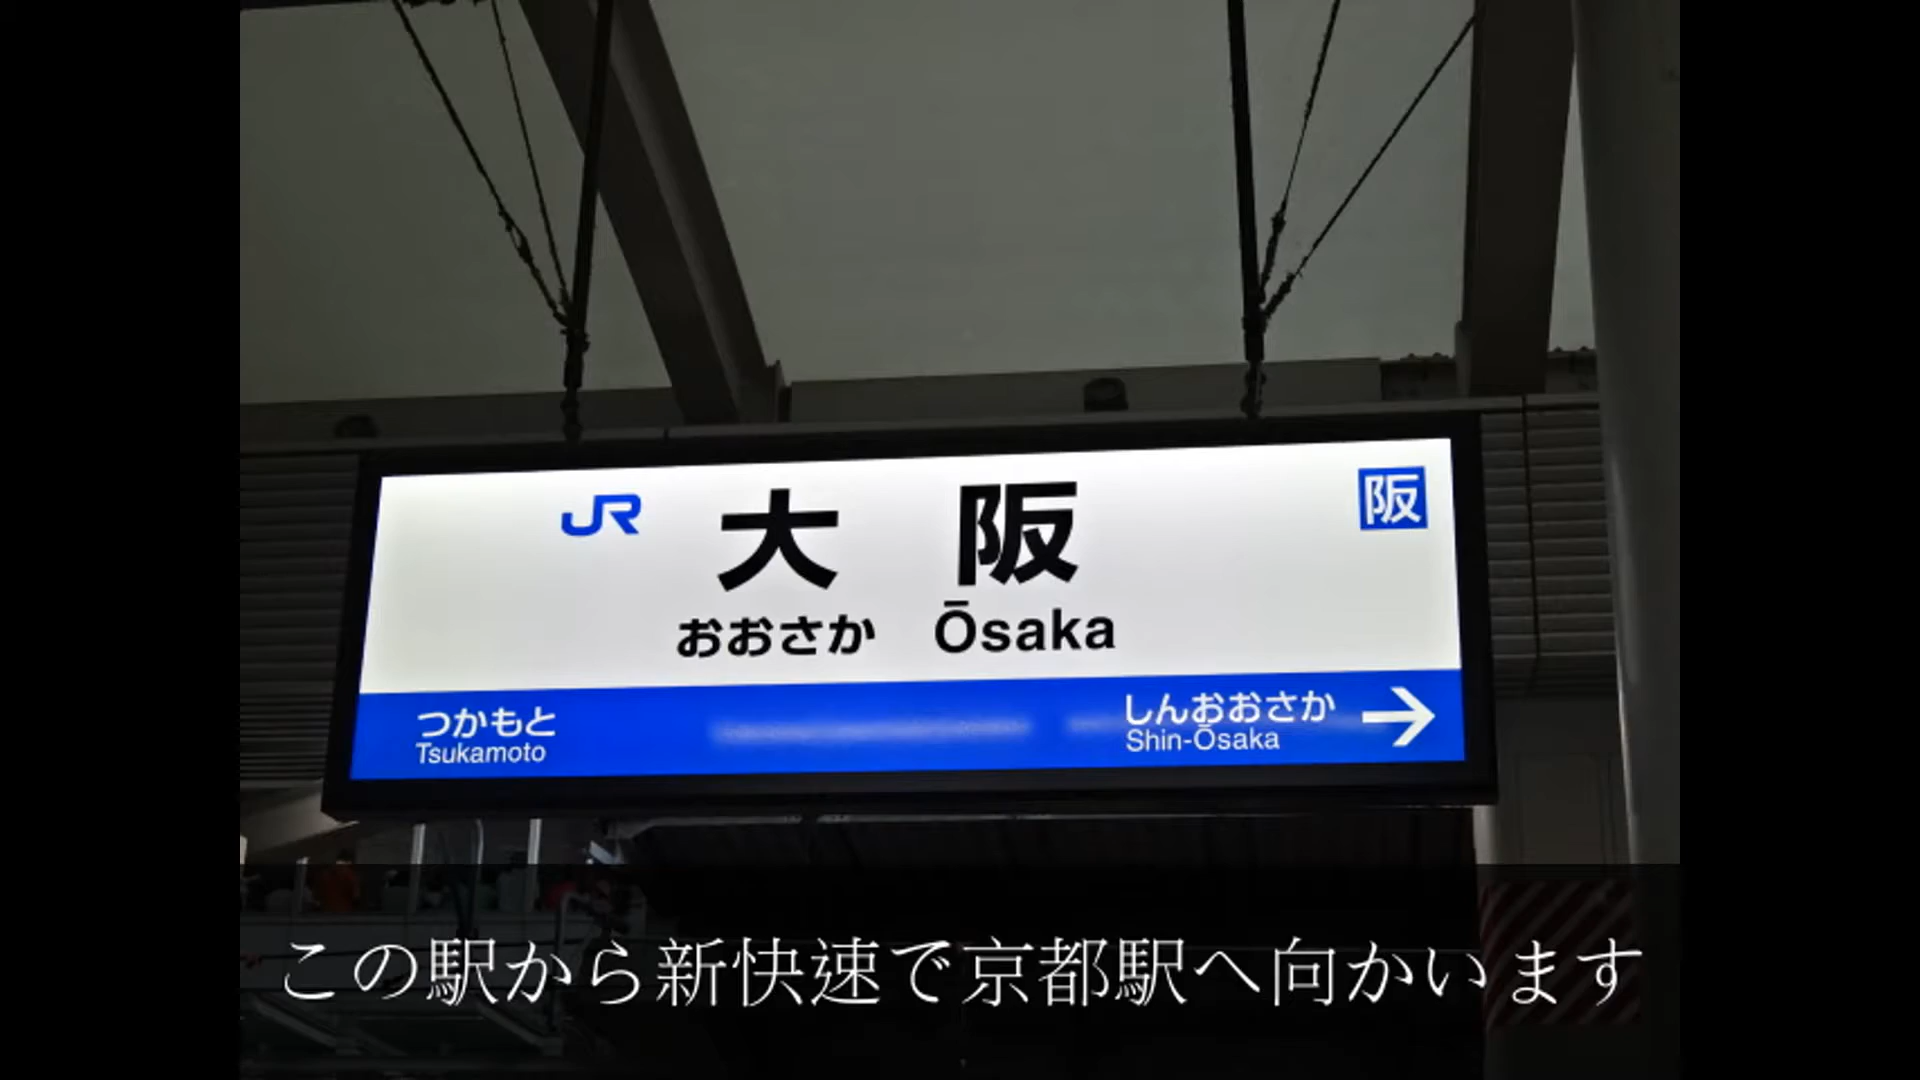 JR 大阪 阪
おおさか Ōsaka
つかもと しんおおさか →
Tsukamoto Shin-Ōsaka
この駅から新快速で京都駅へ向かいます